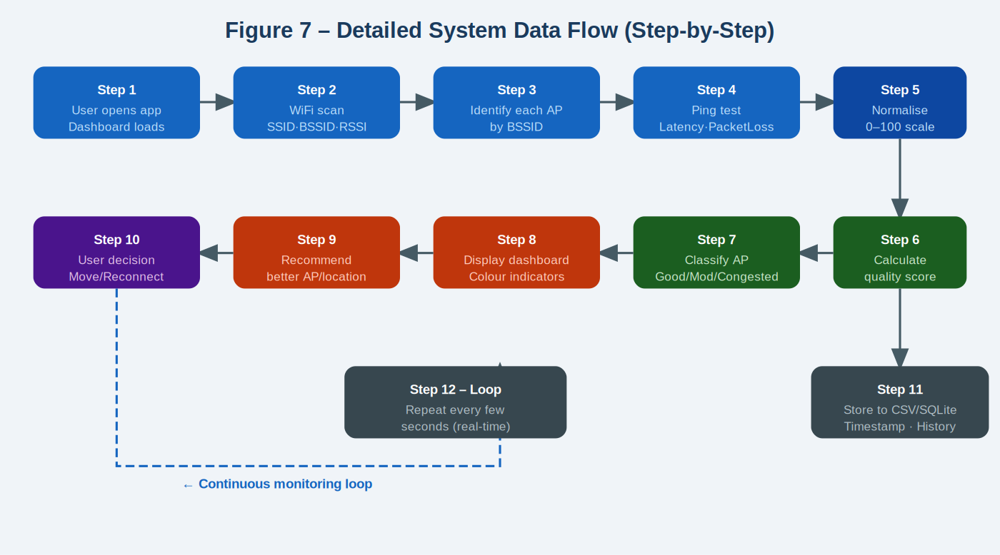 Figure 7 – Detailed System Data Flow (Step-by-Step)
Step 1
User opens app
Dashboard loads
Step 2
WiFi scan
SSID·BSSID·RSSI
Step 3
Identify each AP
by BSSID
Step 4
Ping test
Latency·PacketLoss
Step 5
Normalise
0–100 scale
Step 6
Calculate
quality score
Step 7
Classify AP
Good/Mod/Congested
Step 8
Display dashboard
Colour indicators
Step 9
Recommend
better AP/location
Step 10
User decision
Move/Reconnect
Step 11
Store to CSV/SQLite
Timestamp · History
Step 12 – Loop
Repeat every few
seconds (real-time)
← Continuous monitoring loop